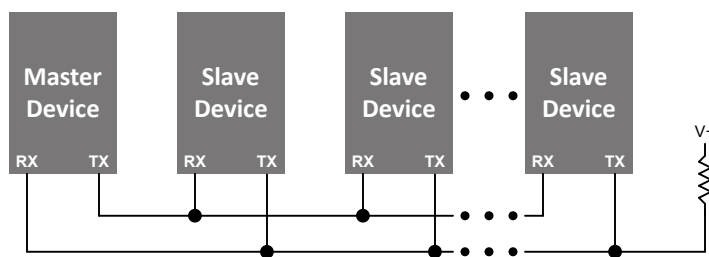 Master
Device
Slave
Device
Slave
Device
Slave
Device
RX TX
RX TX
RX TX
RX TX
V+